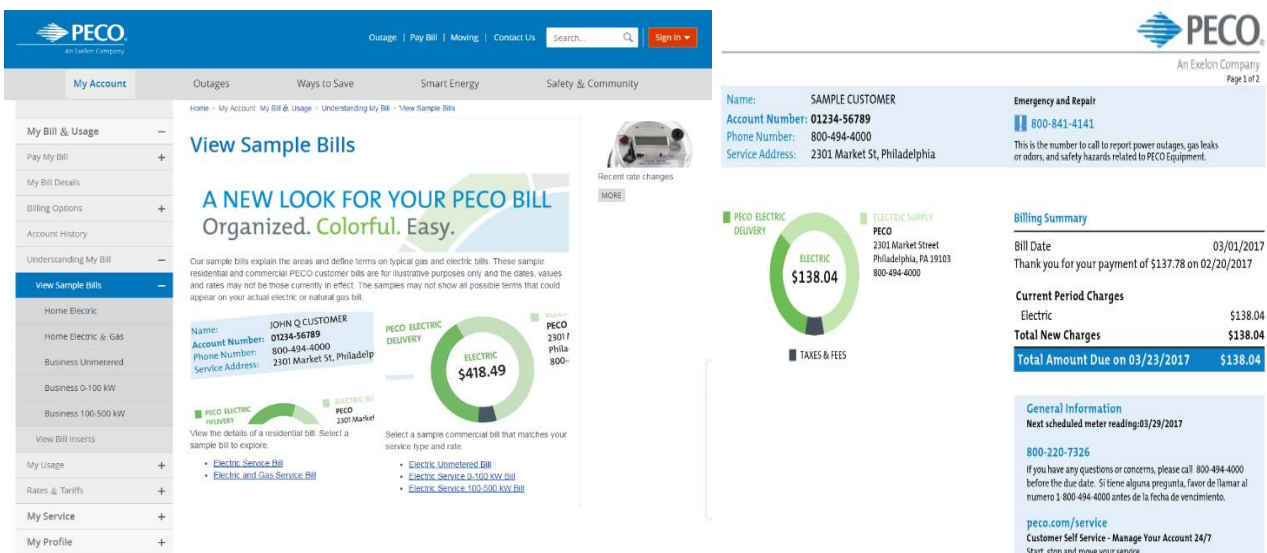 PECO.
An Exelon Company
Outage | Pay Bill | Moving | Contact Us
Search...
Sign In
My Account
Outages
Ways to Save
Smart Energy
Safety & Community
Home > My Account: My Bill & Usage > Understanding My Bill > View Sample Bills
My Bill & Usage −
Pay My Bill +
My Bill Details
Billing Options +
Account History
Understanding My Bill −
View Sample Bills −
Home Electric
Home Electric & Gas
Business Unmetered
Business 0-100 kW
Business 100-500 kW
View Bill Inserts
My Usage +
Rates & Tariffs +
My Service +
My Profile +
View Sample Bills
A NEW LOOK FOR YOUR PECO BILL
Organized. Colorful. Easy.
Our sample bills explain the areas and define terms on typical gas and electric bills. These sample
residential and commercial PECO customer bills are for illustrative purposes only and the dates, values
and rates may not be those currently in effect. The samples may not show all possible terms that could
appear on your actual electric or natural gas bill.
Name: JOHN Q CUSTOMER
Account Number: 01234-56789
Phone Number: 800-494-4000
Service Address: 2301 Market St, Philadelp
PECO ELECTRIC
DELIVERY
ELECTRIC SU
PECO
2301 Market
View the details of a residential bill. Select a
sample bill to explore.
• Electric Service Bill
• Electric and Gas Service Bill
PECO ELECTRIC
DELIVERY
ELECTRIC
$418.49
PECO
2301
Phila
800-
Select a sample commercial bill that matches your
service type and rate.
• Electric Unmetered Bill
• Electric Service 0-100 kW Bill
• Electric Service 100-500 kW Bill
Recent rate changes
MORE
PECO.
An Exelon Company
Page 1 of 2
Name: SAMPLE CUSTOMER
Account Number: 01234-56789
Phone Number: 800-494-4000
Service Address: 2301 Market St, Philadelphia
Emergency and Repair
800-841-4141
This is the number to call to report power outages, gas leaks
or odors, and safety hazards related to PECO Equipment.
PECO ELECTRIC
DELIVERY
ELECTRIC
$138.04
ELECTRIC SUPPLY
PECO
2301 Market Street
Philadelphia, PA 19103
800-494-4000
TAXES & FEES
Billing Summary
Bill Date 03/01/2017
Thank you for your payment of $137.78 on 02/20/2017
Current Period Charges
Electric $138.04
Total New Charges $138.04
Total Amount Due on 03/23/2017 $138.04
General Information
Next scheduled meter reading:03/29/2017
800-220-7326
If you have any questions or concerns, please call 800-494-4000
before the due date. Si tiene alguna pregunta, favor de llamar al
numero 1-800-494-4000 antes de la fecha de vencimiento.
peco.com/service
Customer Self Service - Manage Your Account 24/7
Start, stop and move your service